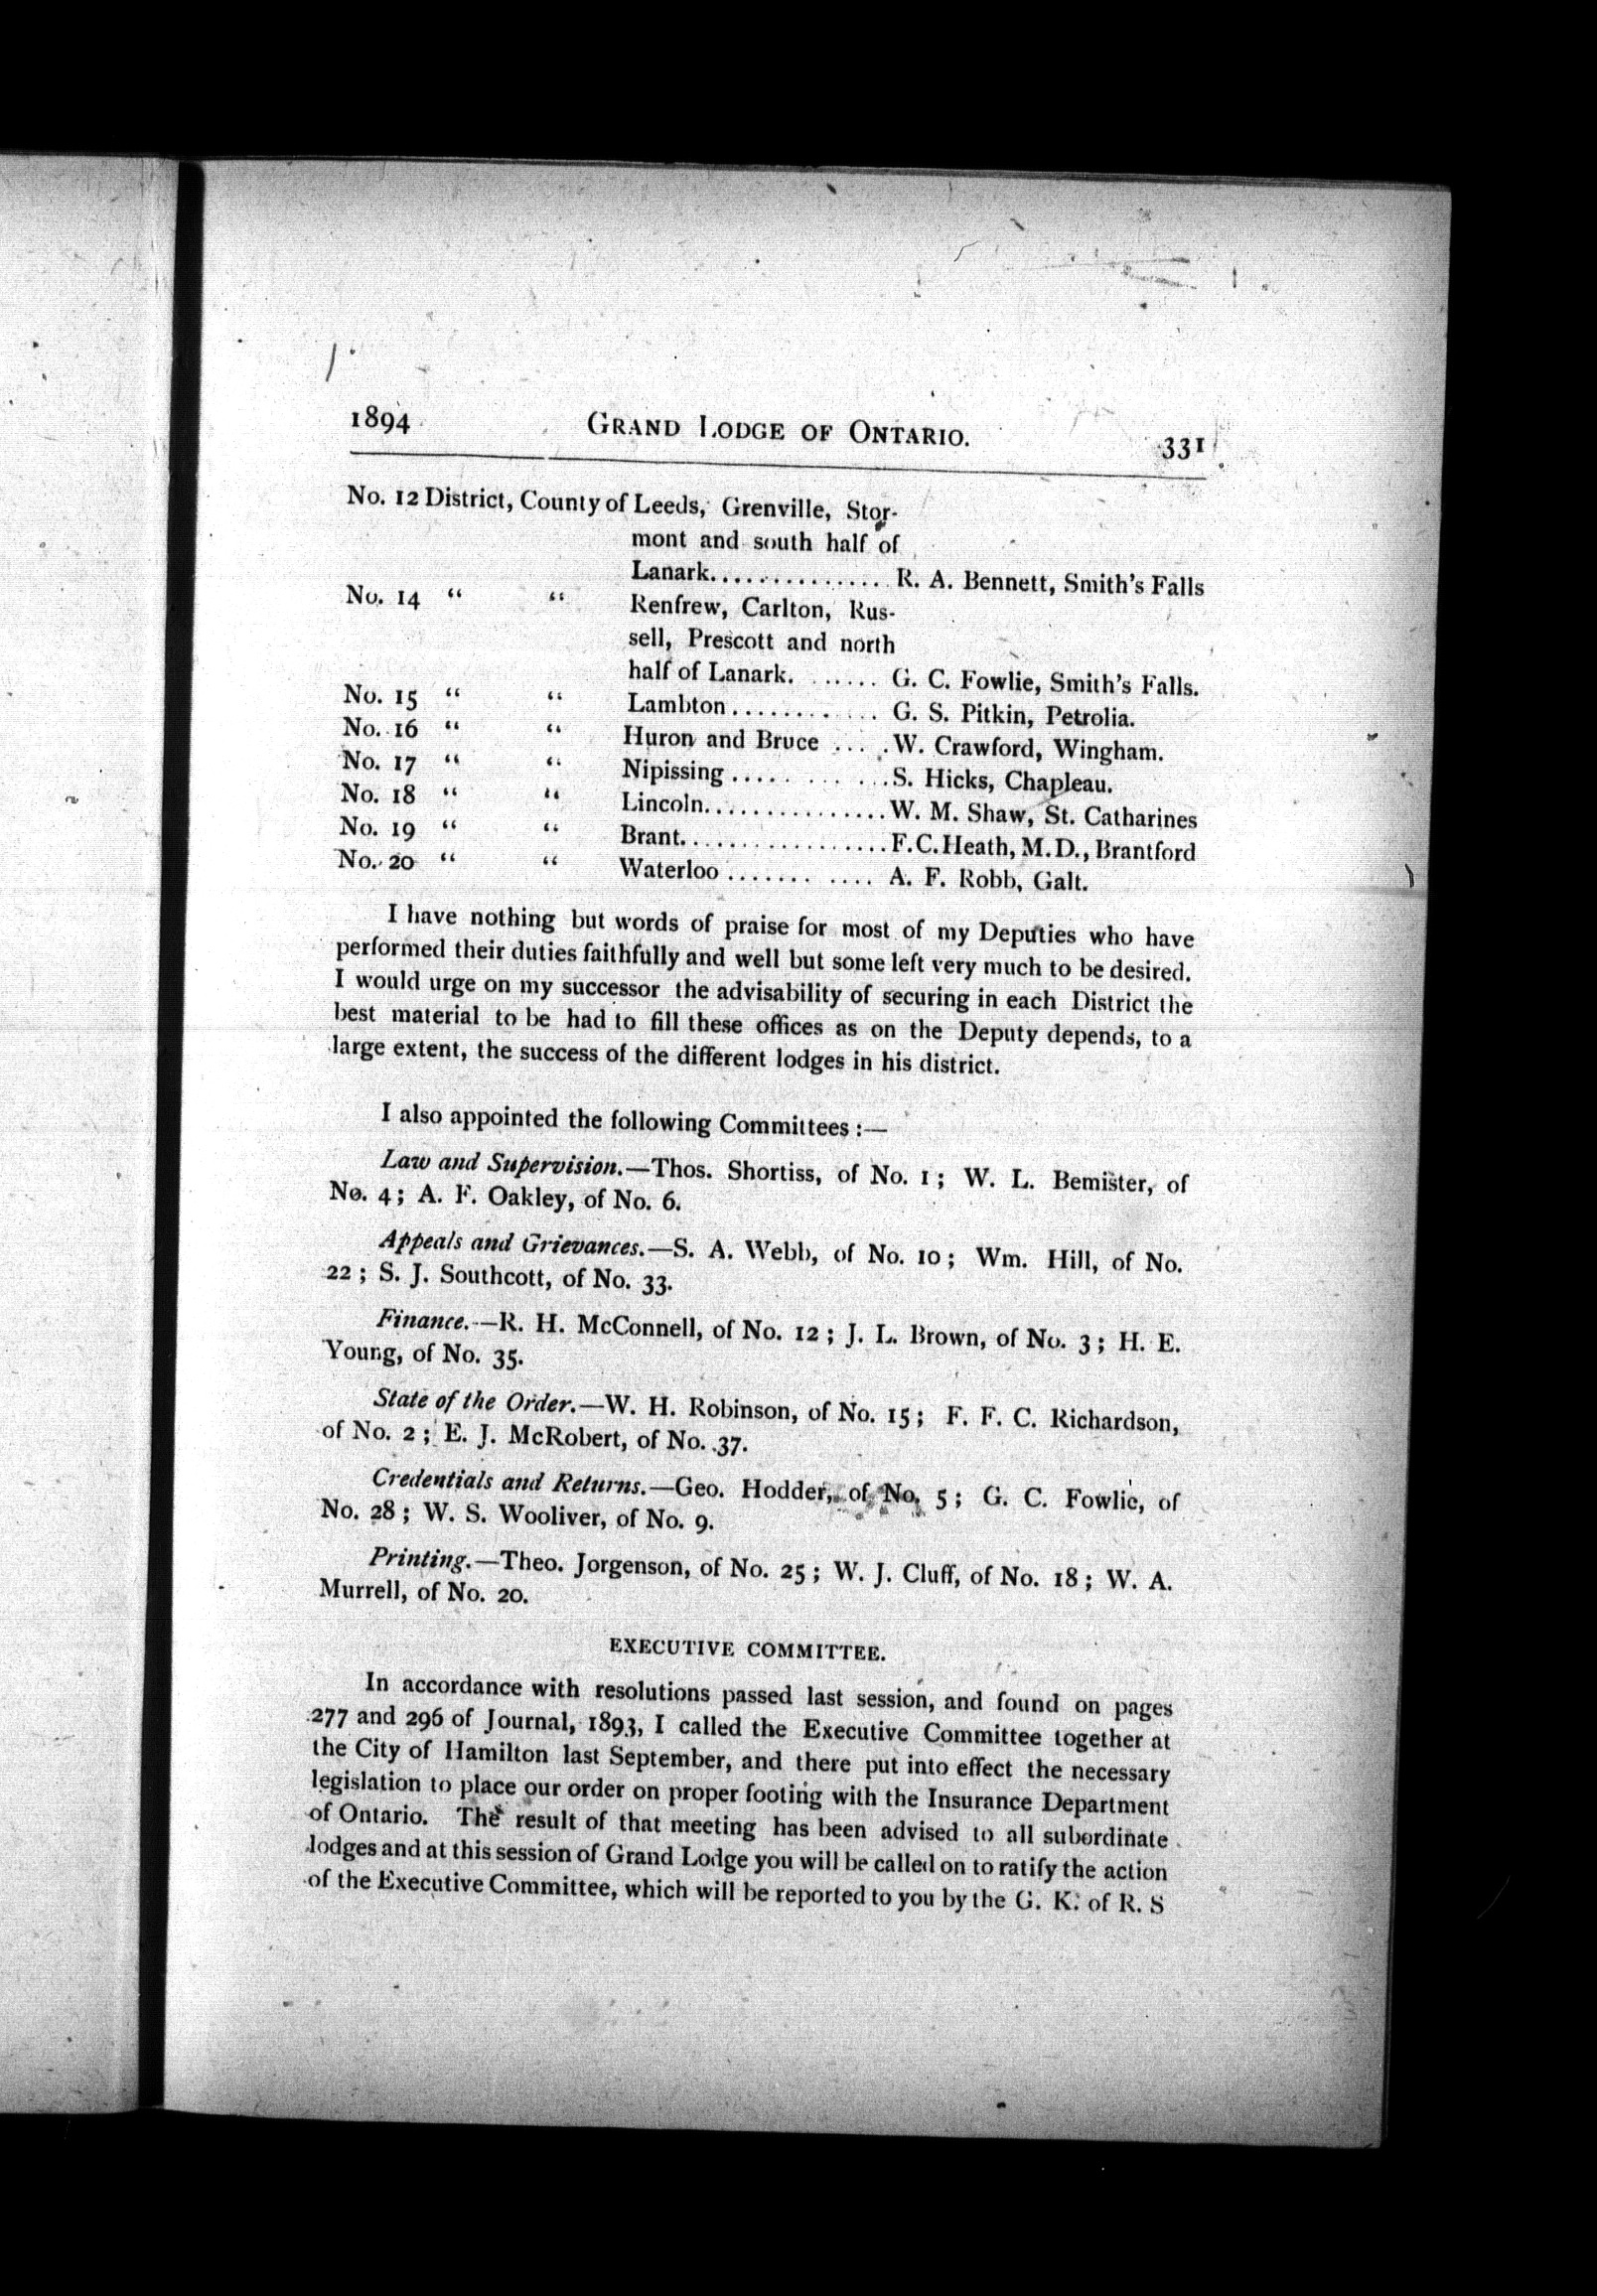 1894 GRAND LODGE OF ONTARIO. 331
No. 12 District, County of Leeds, Grenville, Stor-
mont and south half of
Lanark............... R. A. Bennett, Smith's Falls
No. 14 “ “ Renfrew, Carlton, Rus-
sell, Prescott and north
half of Lanark. ...... G. C. Fowlie, Smith's Falls.
No. 15 “ “ Lambton............ G. S. Pitkin, Petrolia.
No. 16 “ “ Huron and Bruce .... .W. Crawford, Wingham.
No. 17 “ “ Nipissing.............S. Hicks, Chapleau.
No. 18 “ “ Lincoln...............W. M. Shaw, St. Catharines
No. 19 “ “ Brant.................F.C. Heath, M.D., Brantford
No. 20 “ “ Waterloo....... .... A. F. Robb, Galt.
I have nothing but words of praise for most of my Deputies who have
performed their duties faithfully and well but some left very much to be desired.
I would urge on my successor the advisability of securing in each District the
best material to be had to fill these offices as on the Deputy depends, to a
large extent, the success of the different lodges in his district.
I also appointed the following Committees :—
Law and Supervision.—Thos. Shortiss, of No. 1; W. L. Bemister, of
No. 4; A. F. Oakley, of No. 6.
Appeals and Grievances.—S. A. Webb, of No. 10; Wm. Hill, of No.
22; S. J. Southcott, of No. 33.
Finance.—R. H. McConnell, of No. 12; J. L. Brown, of No. 3; H. E.
Young, of No. 35.
State of the Order.—W. H. Robinson, of No. 15; F. F. C. Richardson,
of No. 2; E. J. McRobert, of No. 37.
Credentials and Returns.—Geo. Hodder, of No. 5; G. C. Fowlie, of
No. 28; W. S. Wooliver, of No. 9.
Printing.—Theo. Jorgenson, of No. 25; W. J. Cluff, of No. 18; W. A.
Murrell, of No. 20.
EXECUTIVE COMMITTEE.
In accordance with resolutions passed last session, and found on pages
277 and 296 of Journal, 1893, I called the Executive Committee together at
the City of Hamilton last September, and there put into effect the necessary
legislation to place our order on proper footing with the Insurance Department
of Ontario. The result of that meeting has been advised to all subordinate
lodges and at this session of Grand Lodge you will be called on to ratify the action
of the Executive Committee, which will be reported to you by the G. K. of R. S